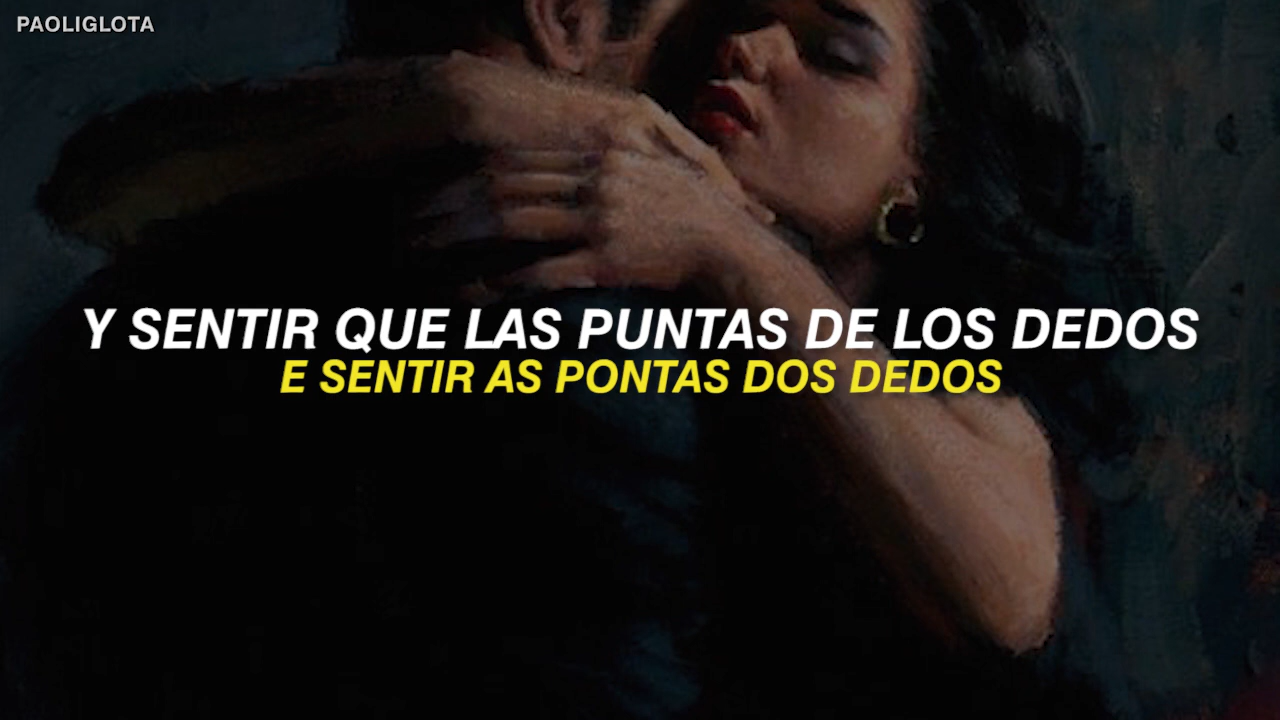 PAOLIGLOTA
Y SENTIR QUE LAS PUNTAS DE LOS DEDOS
E SENTIR AS PONTAS DOS DEDOS